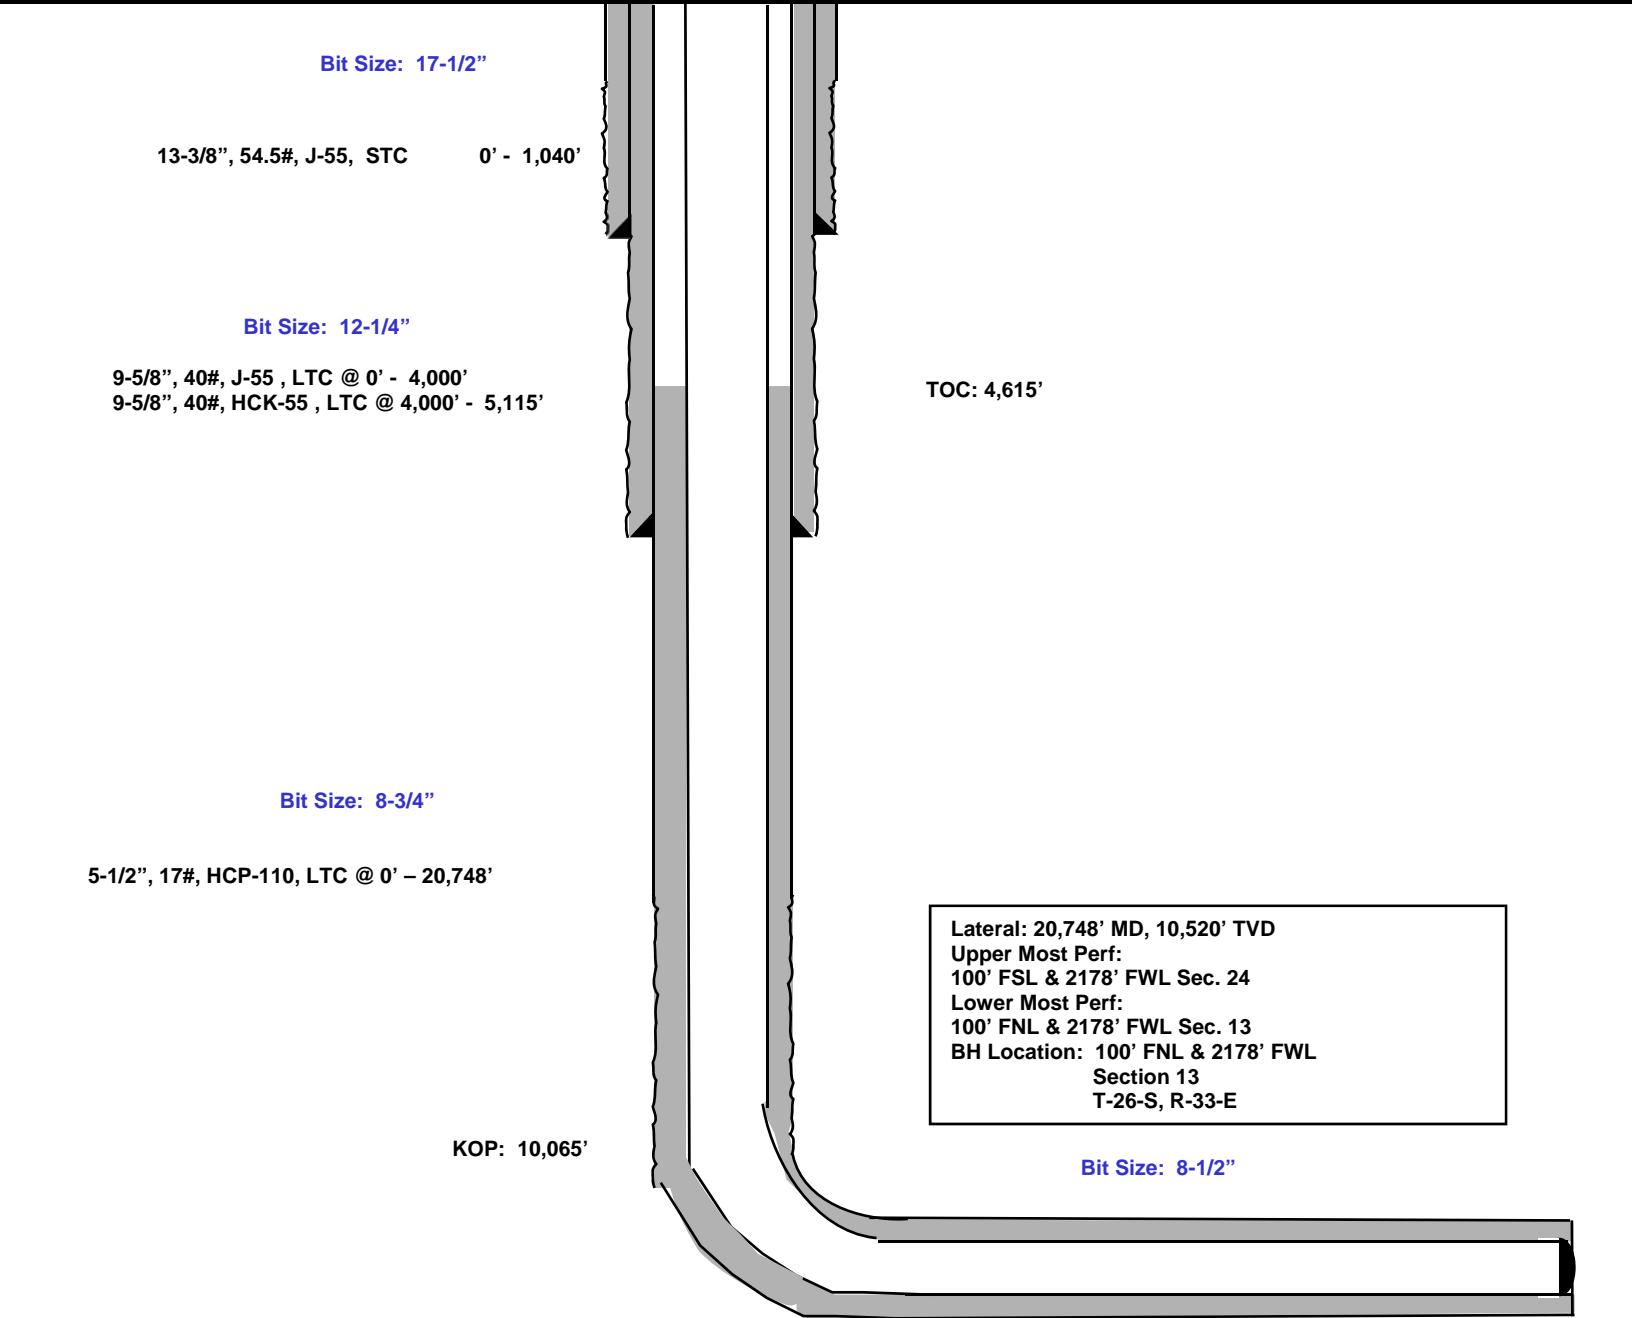 Bit Size: 17-1/2”
13-3/8”, 54.5#, J-55, STC 0’ - 1,040’
Bit Size: 12-1/4”
9-5/8”, 40#, J-55 , LTC @ 0’ - 4,000’
9-5/8”, 40#, HCK-55 , LTC @ 4,000’ - 5,115’
TOC: 4,615’
Bit Size: 8-3/4”
5-1/2”, 17#, HCP-110, LTC @ 0’ – 20,748’
Lateral: 20,748’ MD, 10,520’ TVD
Upper Most Perf:
100’ FSL & 2178’ FWL Sec. 24
Lower Most Perf:
100’ FNL & 2178’ FWL Sec. 13
BH Location: 100’ FNL & 2178’ FWL
Section 13
T-26-S, R-33-E
KOP: 10,065’
Bit Size: 8-1/2”